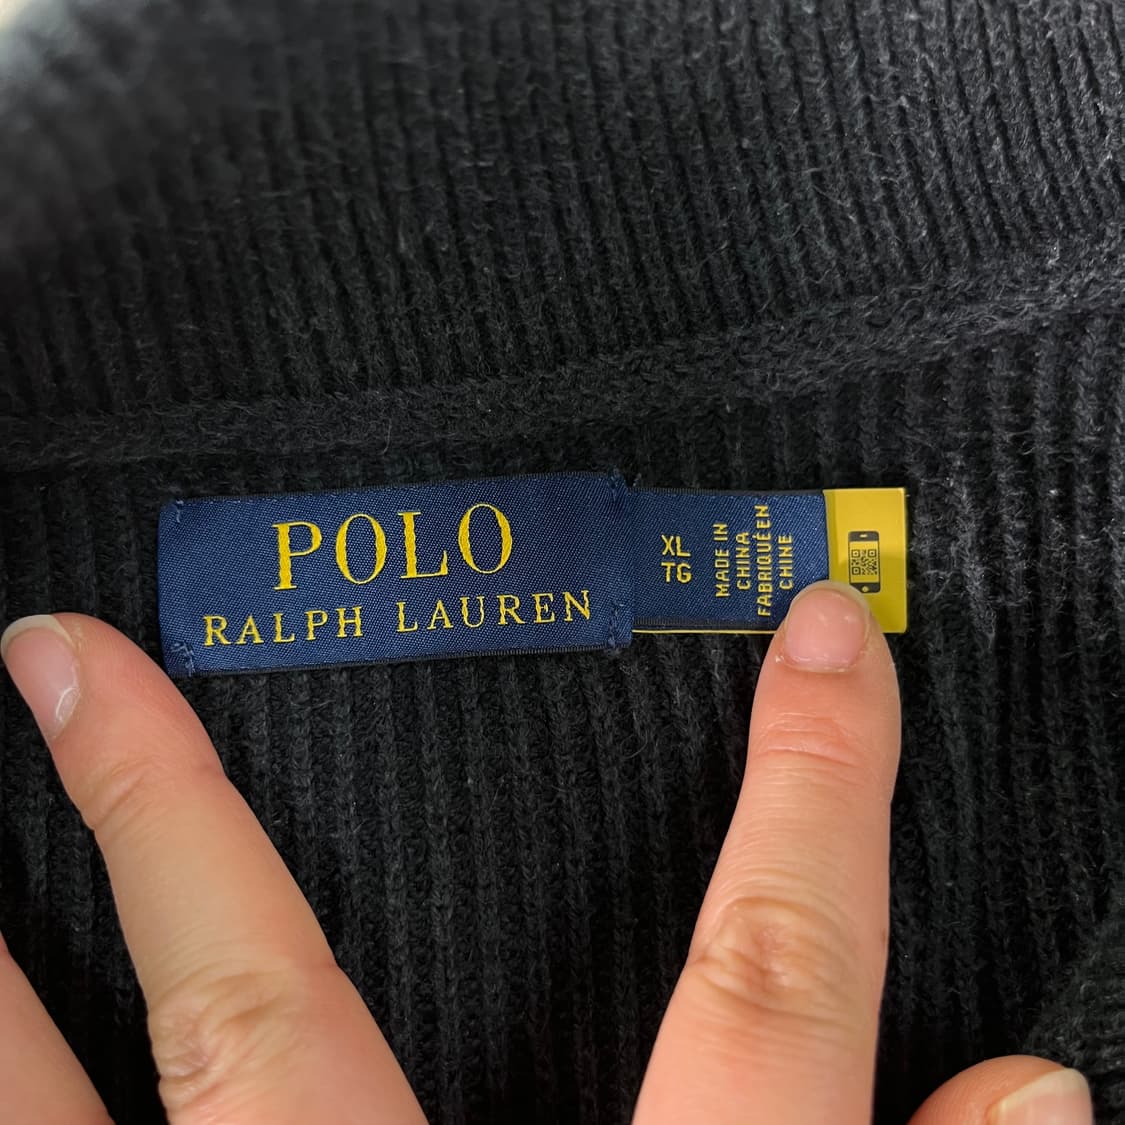 POLO
RALPH LAUREN
XL
TG
MADE IN
CHINA
FABRIQUÉ EN
CHINE